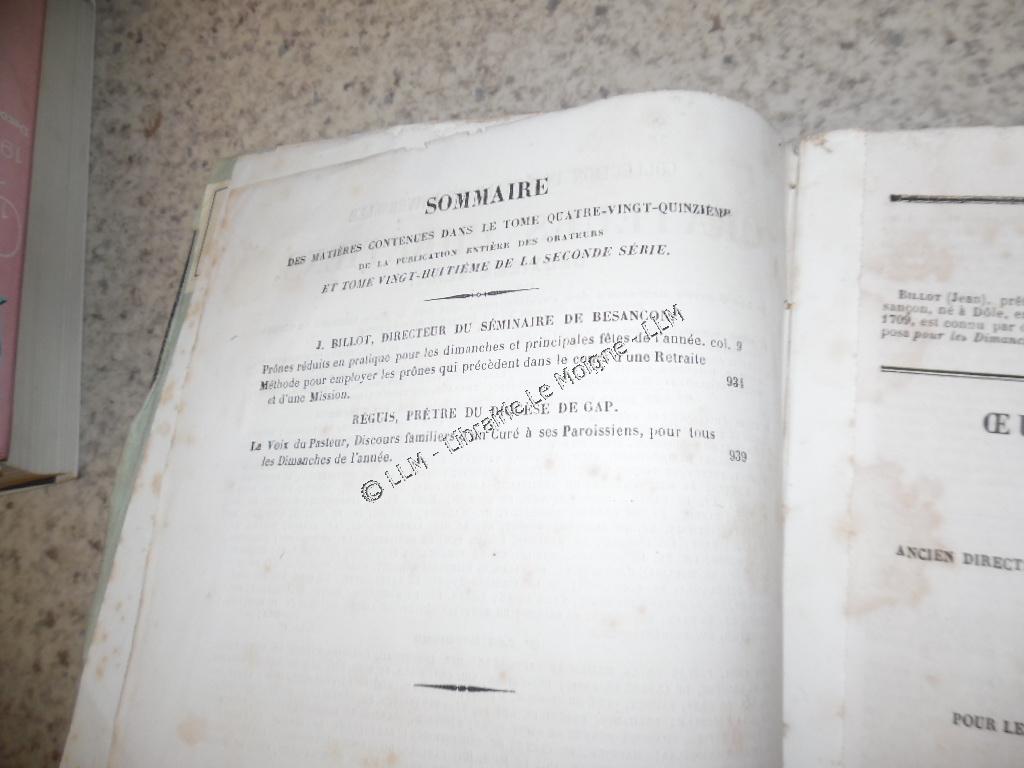 SOMMAIRE
DES MATIÈRES CONTENUES DANS LE TOME QUATRE-VINGT-QUINZIÈME
DE LA PUBLICATION ENTIÈRE DES ORATEURS
ET TOME VINGT-HUITIÈME DE LA SECONDE SÉRIE.
J. BILLOT, DIRECTEUR DU SÉMINAIRE DE BESANÇON.
Prônes réduits en pratique pour les dimanches et principales fêtes de l'année. col. 9
Méthode pour employer les prônes qui précèdent dans le cours d'une Retraite
et d'une Mission. 931
RÉGUIS, PRÊTRE DU DIOCÈSE DE GAP.
La Voix du Pasteur, Discours familiers d'un Curé à ses Paroissiens, pour tous
les Dimanches de l'année. 939
© LLM - Librairie Le Moigne - LLM
BILLOT (Jean), prê
sançon, né à Dôle, es
1709, est connu par
posa pour les Dimanc
Œ U
ANCIEN DIRECT
POUR LE